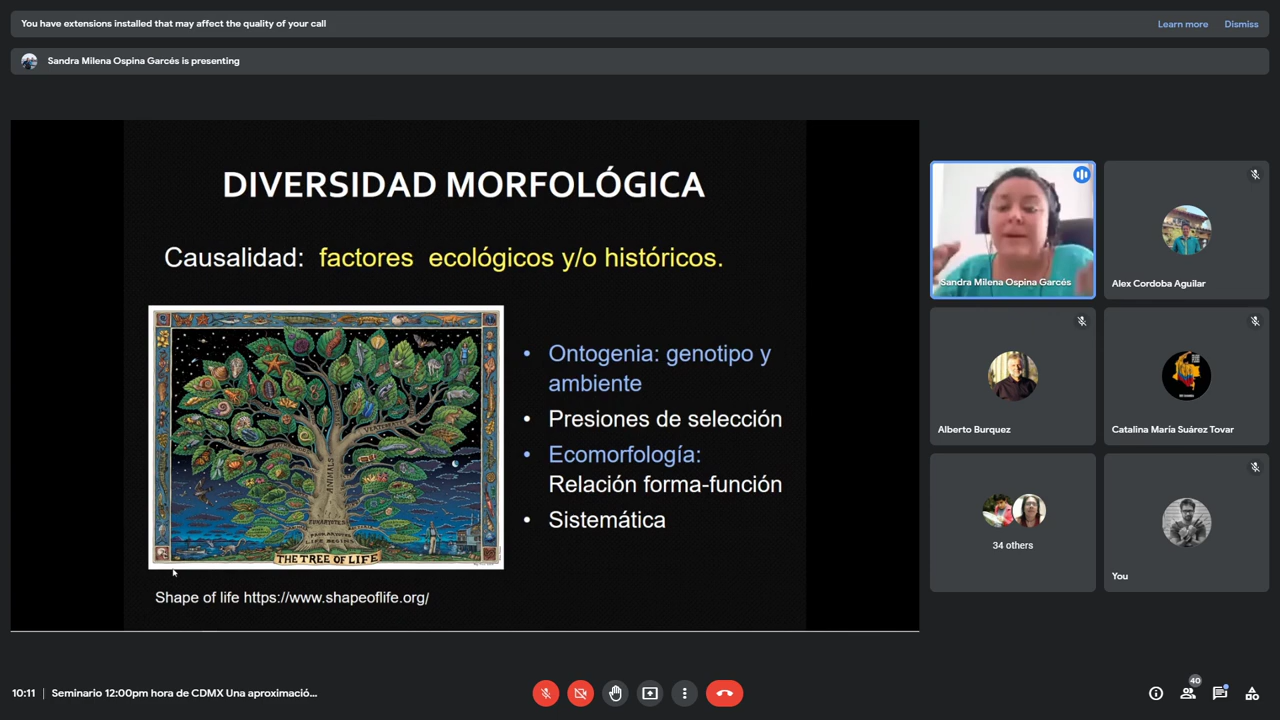 You have extensions installed that may affect the quality of your call
Learn more
Dismiss
Sandra Milena Ospina Garcés is presenting
DIVERSIDAD MORFOLÓGICA
Causalidad: factores ecológicos y/o históricos.
• Ontogenia: genotipo y
ambiente
• Presiones de selección
• Ecomorfología:
Relación forma-función
• Sistemática
ANIMALS
EUKARYOTES
LIFE BEGINS
THE TREE OF LIFE
Shape of life https://www.shapeoflife.org/
Sandra Milena Ospina Garcés
Alex Cordoba Aguilar
Alberto Burquez
Catalina María Suárez Tovar
34 others
You
10:11 | Seminario 12:00pm hora de CDMX Una aproximació...
40